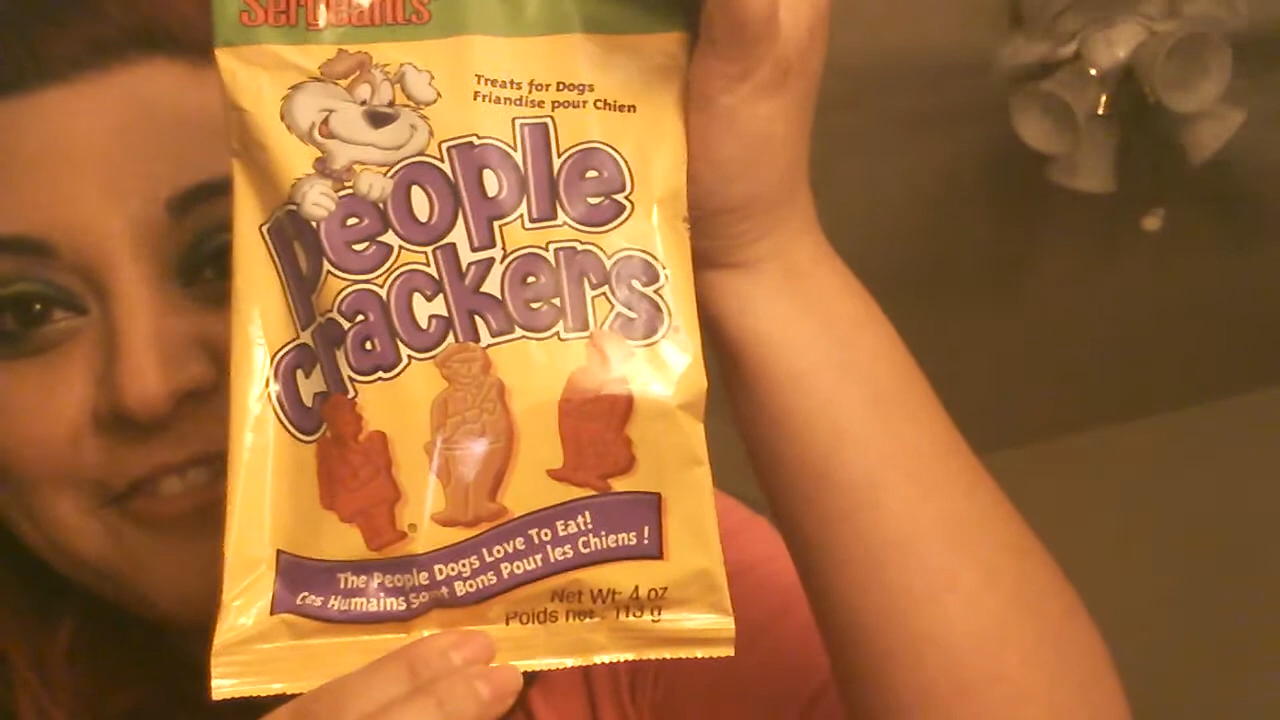 Sergeants
Treats for Dogs
Friandise pour Chien
People
crackers
The People Dogs Love To Eat!
Ces Humains Sont Bons Pour les Chiens !
Net Wt. 4 oz
Poids net. 113 g